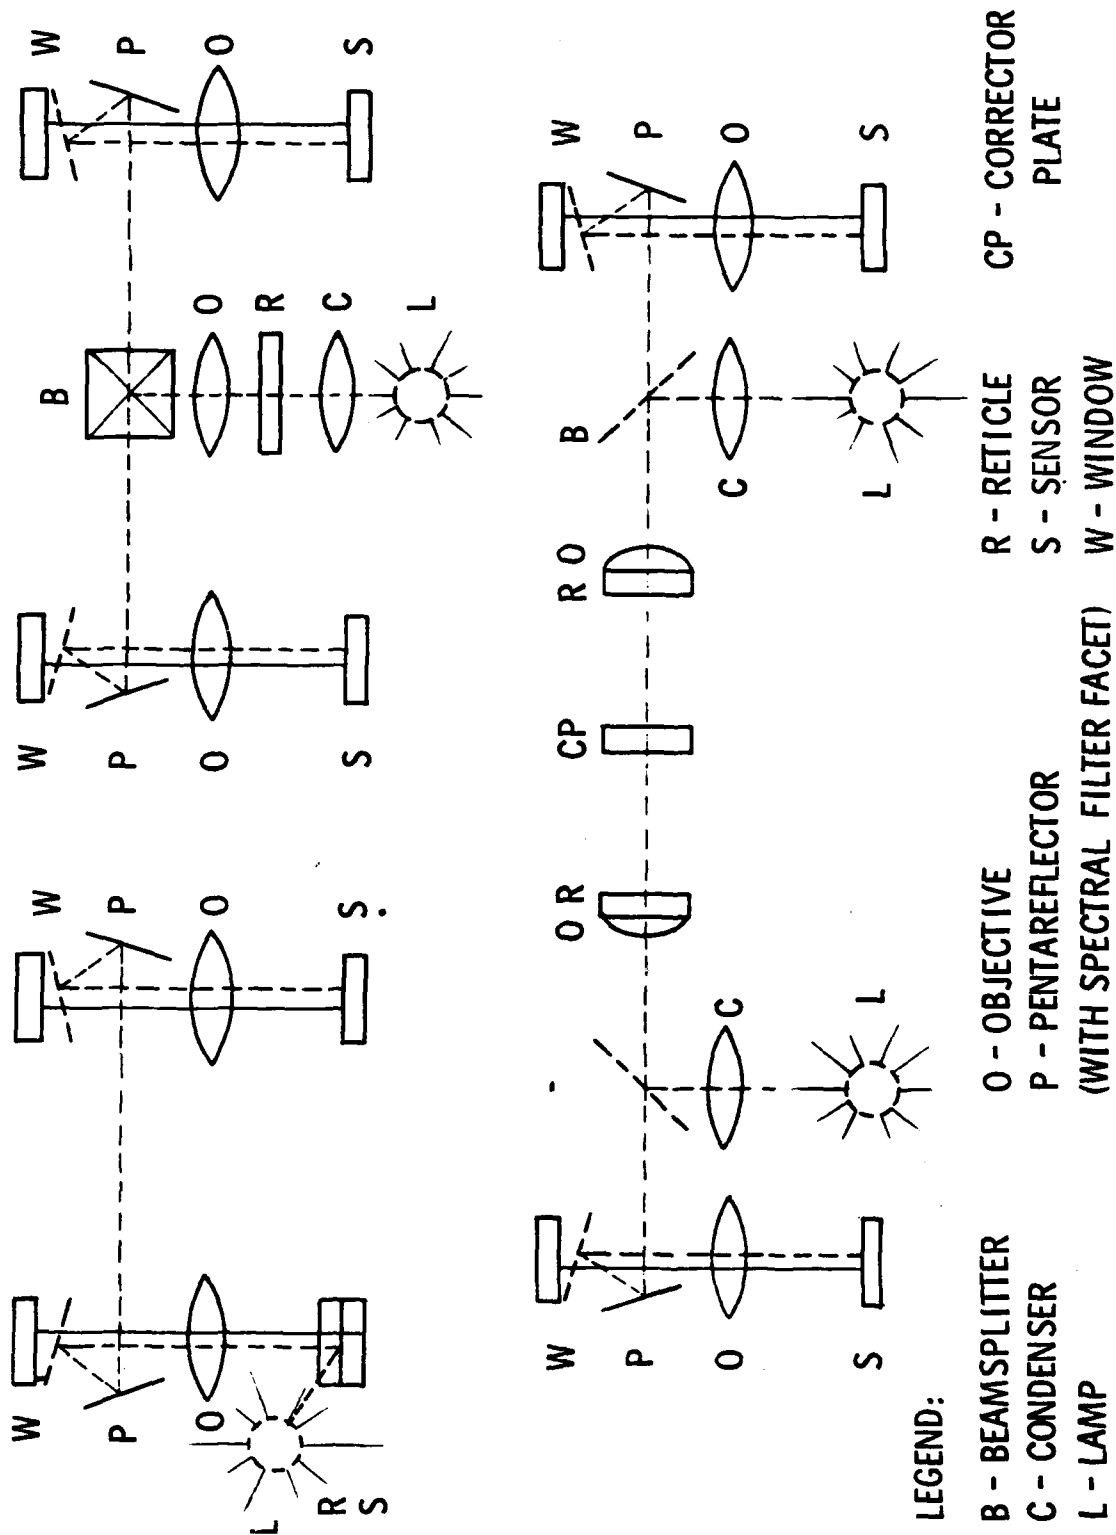 W W
P P
O O
L
R
S S
W W
B
P P
O O O
R
C
S S
L
W O R CP R O B W
P P
O C C O
S L L S
LEGEND:
B - BEAMSPLITTER
C - CONDENSER
L - LAMP
O - OBJECTIVE
P - PENTAREFLECTOR
(WITH SPECTRAL FILTER FACET)
R - RETICLE
S - SENSOR
W - WINDOW
CP - CORRECTOR
PLATE